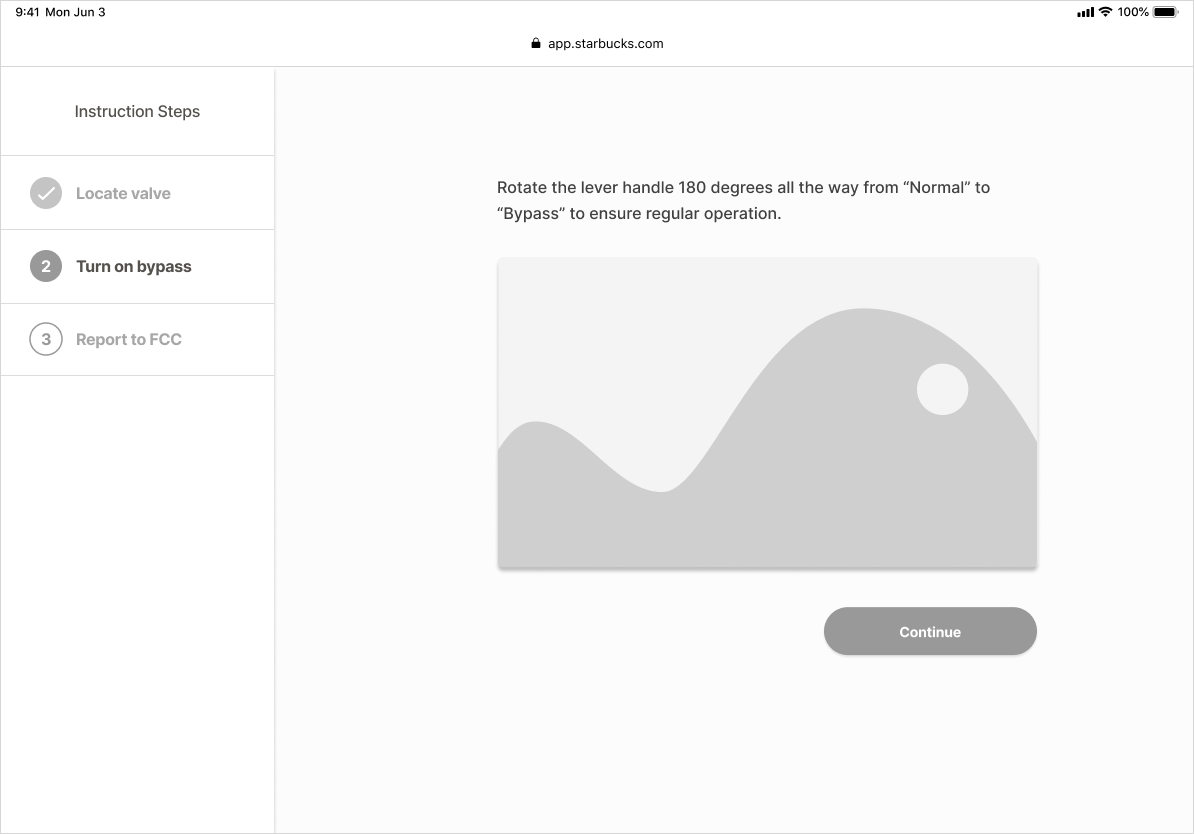 9:41 Mon Jun 3
100%
app.starbucks.com
Instruction Steps
Locate valve
2 Turn on bypass
3 Report to FCC
Rotate the lever handle 180 degrees all the way from “Normal” to
“Bypass” to ensure regular operation.
Continue